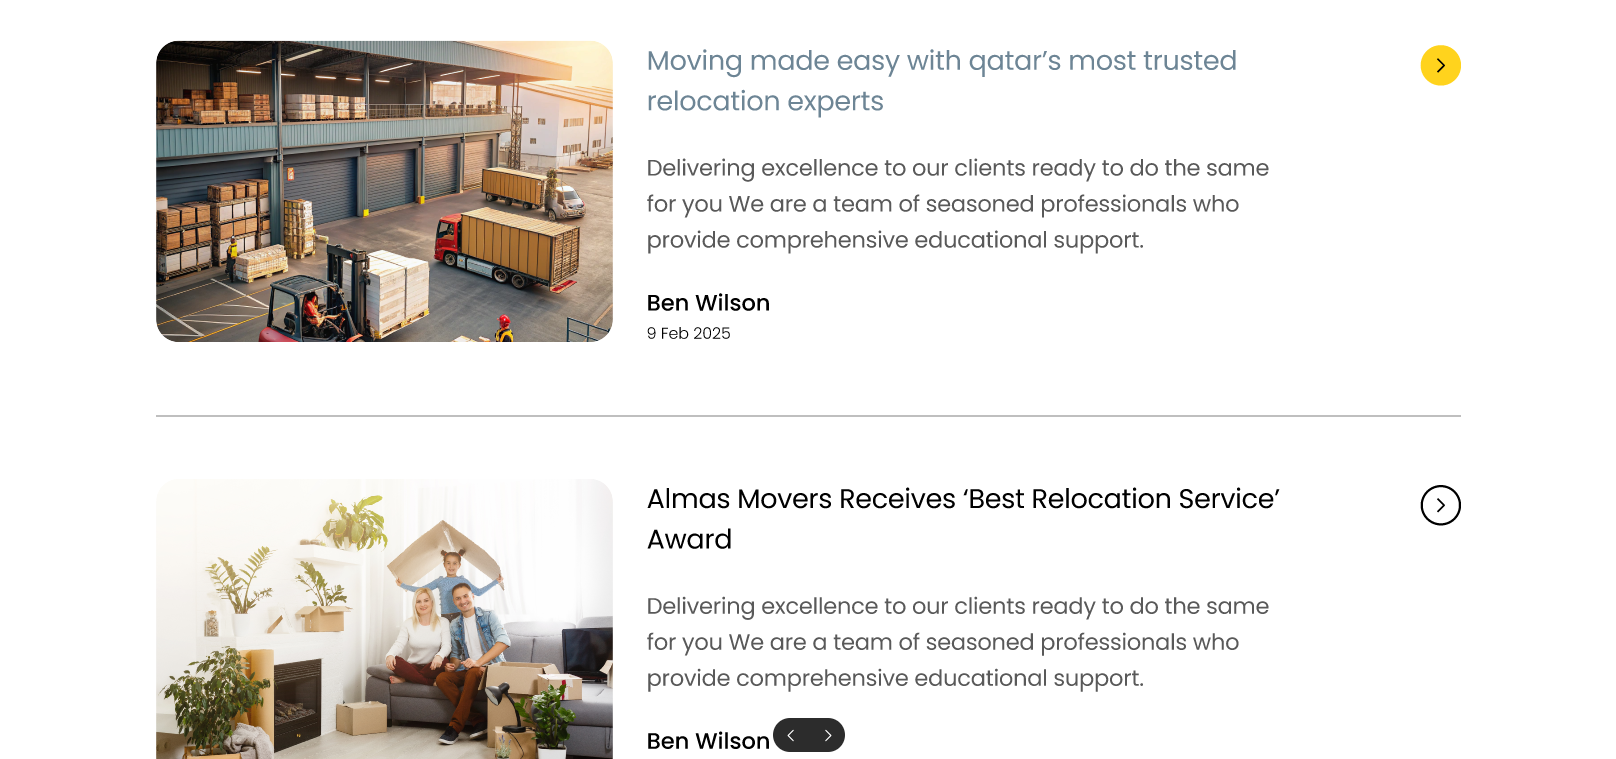 Moving made easy with qatar’s most trusted
relocation experts
Delivering excellence to our clients ready to do the same
for you We are a team of seasoned professionals who
provide comprehensive educational support.
Ben Wilson
9 Feb 2025
Almas Movers Receives ‘Best Relocation Service’
Award
Delivering excellence to our clients ready to do the same
for you We are a team of seasoned professionals who
provide comprehensive educational support.
Ben Wilson